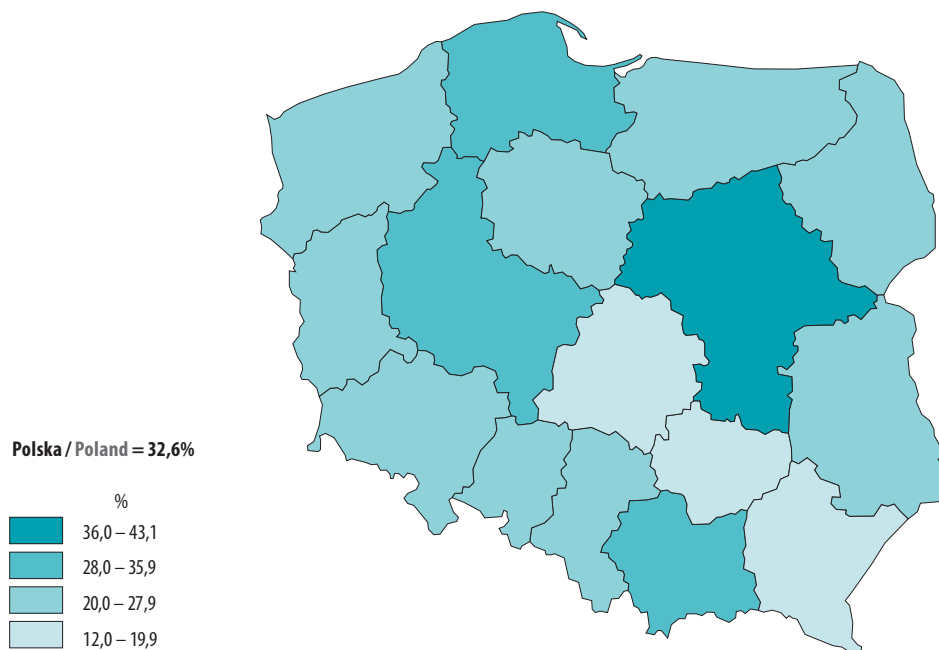 Polska / Poland = 32,6%
%
36,0 – 43,1
28,0 – 35,9
20,0 – 27,9
12,0 – 19,9